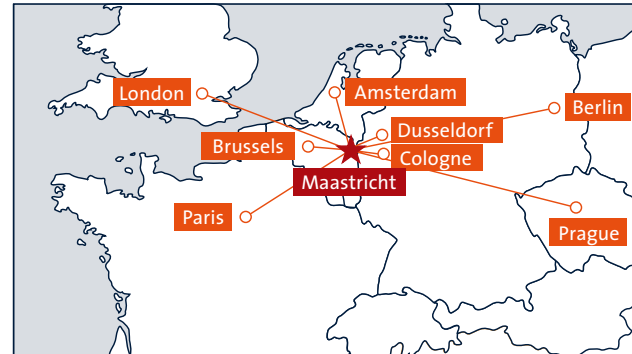 London
Amsterdam
Berlin
Dusseldorf
Brussels
Cologne
Maastricht
Paris
Prague